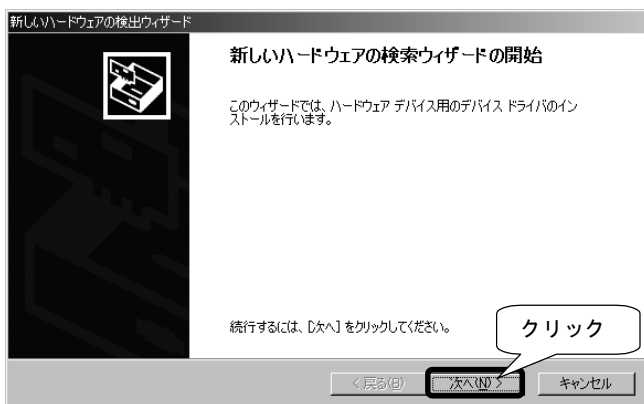 新しいハードウェアの検出ウィザード
新しいハードウェアの検索ウィザードの開始
このウィザードでは、ハードウェア デバイス用のデバイス ドライバのイン
ストールを行います。
続行するには、[次へ] をクリックしてください。
クリック
< 戻る(B)
次へ(N) >
キャンセル